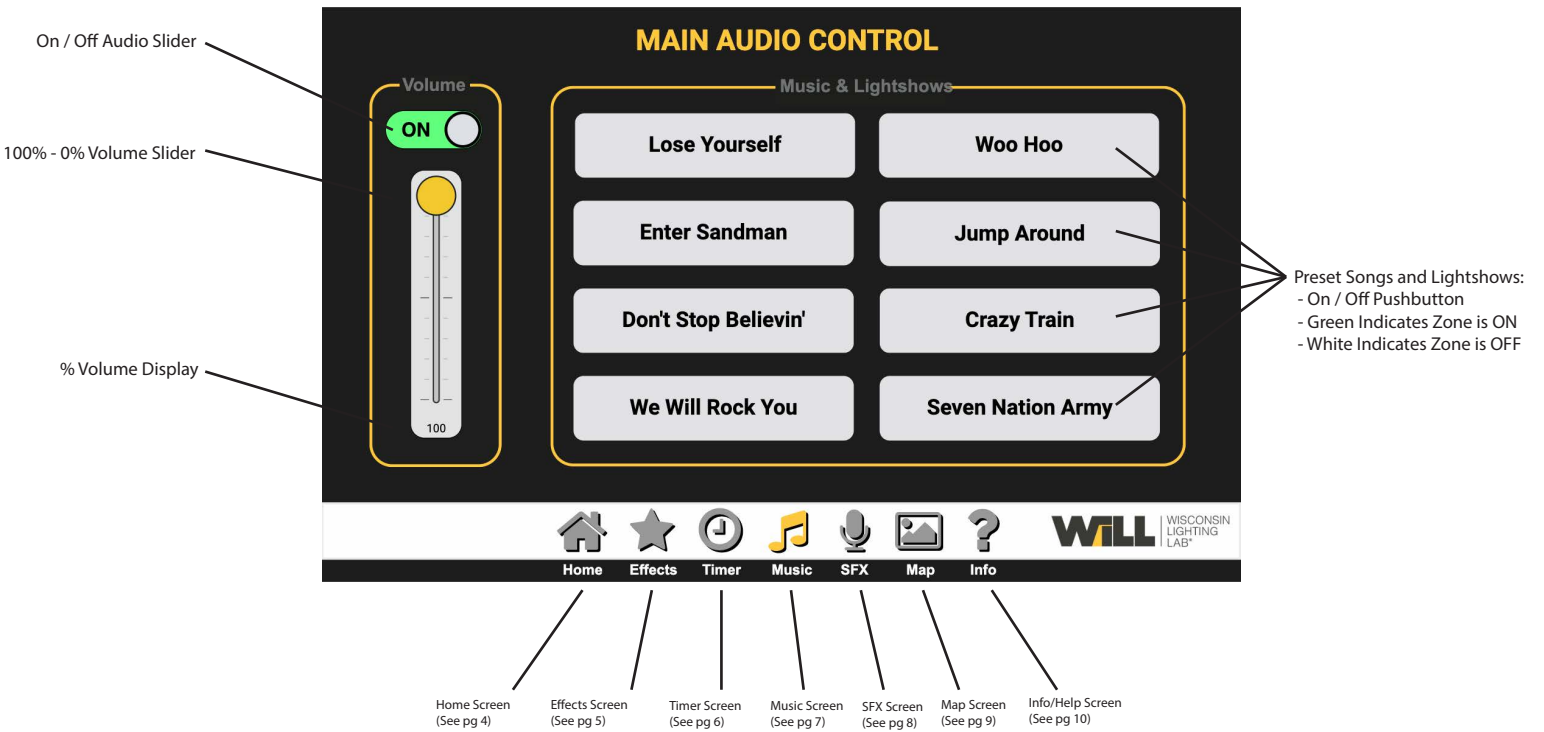 MAIN AUDIO CONTROL
On / Off Audio Slider
100% - 0% Volume Slider
% Volume Display
Volume
ON
100
Music & Lightshows
Lose Yourself
Woo Hoo
Enter Sandman
Jump Around
Don't Stop Believin'
Crazy Train
We Will Rock You
Seven Nation Army
Preset Songs and Lightshows:
- On / Off Pushbutton
- Green Indicates Zone is ON
- White Indicates Zone is OFF
Home
Effects
Timer
Music
SFX
Map
Info
WiLL
WISCONSIN
LIGHTING
LAB®
Home Screen
(See pg 4)
Effects Screen
(See pg 5)
Timer Screen
(See pg 6)
Music Screen
(See pg 7)
SFX Screen
(See pg 8)
Map Screen
(See pg 9)
Info/Help Screen
(See pg 10)